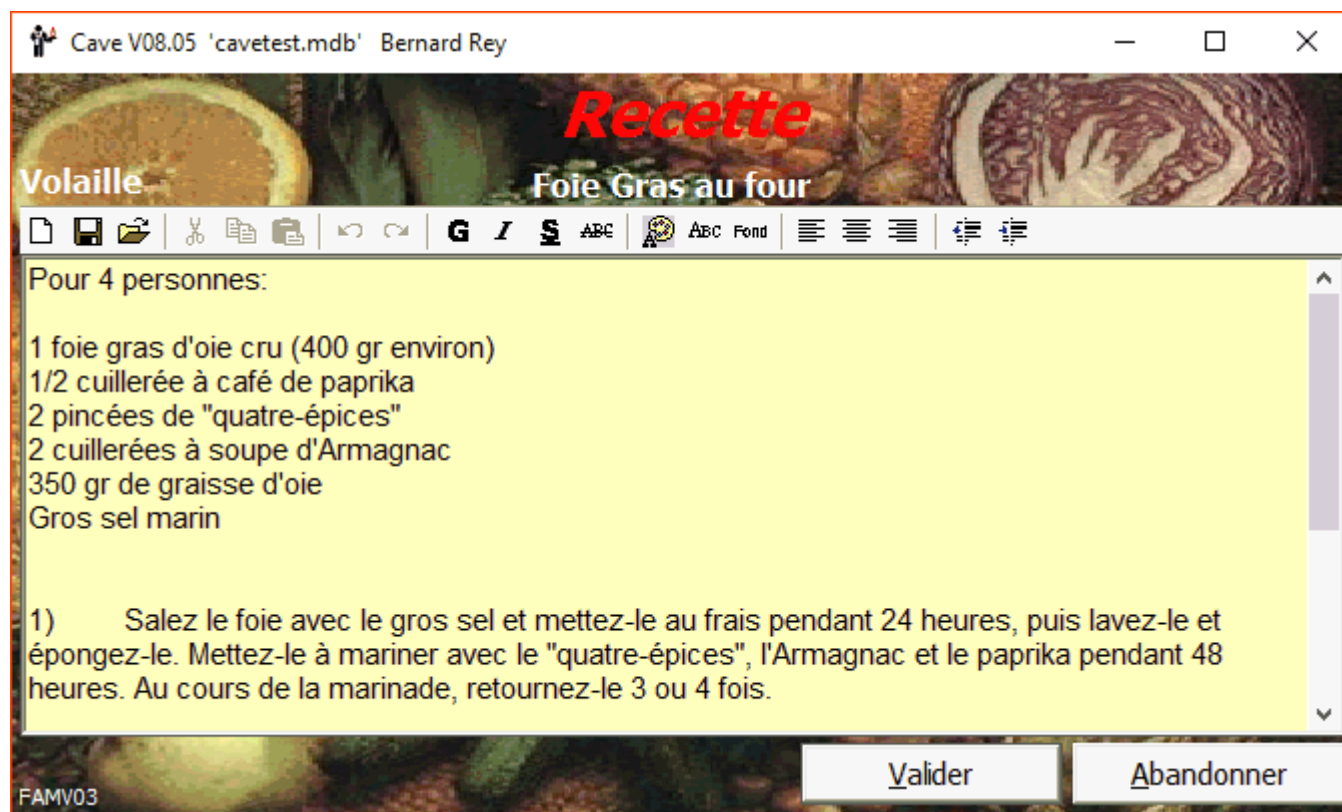 Cave V08.05 'cavetest.mdb' Bernard Rey
Recette
Volaille
Foie Gras au four
G I S ABC ABC Fond
Pour 4 personnes:
1 foie gras d'oie cru (400 gr environ)
1/2 cuillerée à café de paprika
2 pincées de "quatre-épices"
2 cuillerées à soupe d'Armagnac
350 gr de graisse d'oie
Gros sel marin
1) Salez le foie avec le gros sel et mettez-le au frais pendant 24 heures, puis lavez-le et
épongez-le. Mettez-le à mariner avec le "quatre-épices", l'Armagnac et le paprika pendant 48
heures. Au cours de la marinade, retournez-le 3 ou 4 fois.
Valider
Abandonner
FAMV03